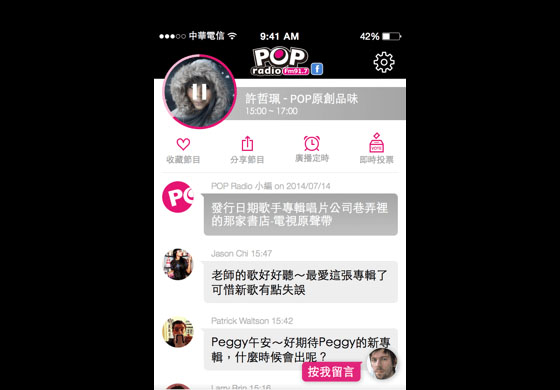 中華電信
9:41 AM
42%
POP
radio Fm91.7
f
許哲珮 - POP原創品味
15:00 ~ 17:00
收藏節目
分享節目
廣播定時
VOTE
即時投票
POP Radio 小編 on 2014/07/14
發行日期歌手專輯唱片公司巷弄裡
的那家書店-電視原聲帶
Jason Chi 15:47
老師的歌好好聽～最愛這張專輯了
可惜新歌有點失誤
Patrick Waltson 15:42
Peggy午安～好期待Peggy的新專
輯，什麼時候會出呢？
按我留言
Larry Brin 15:16